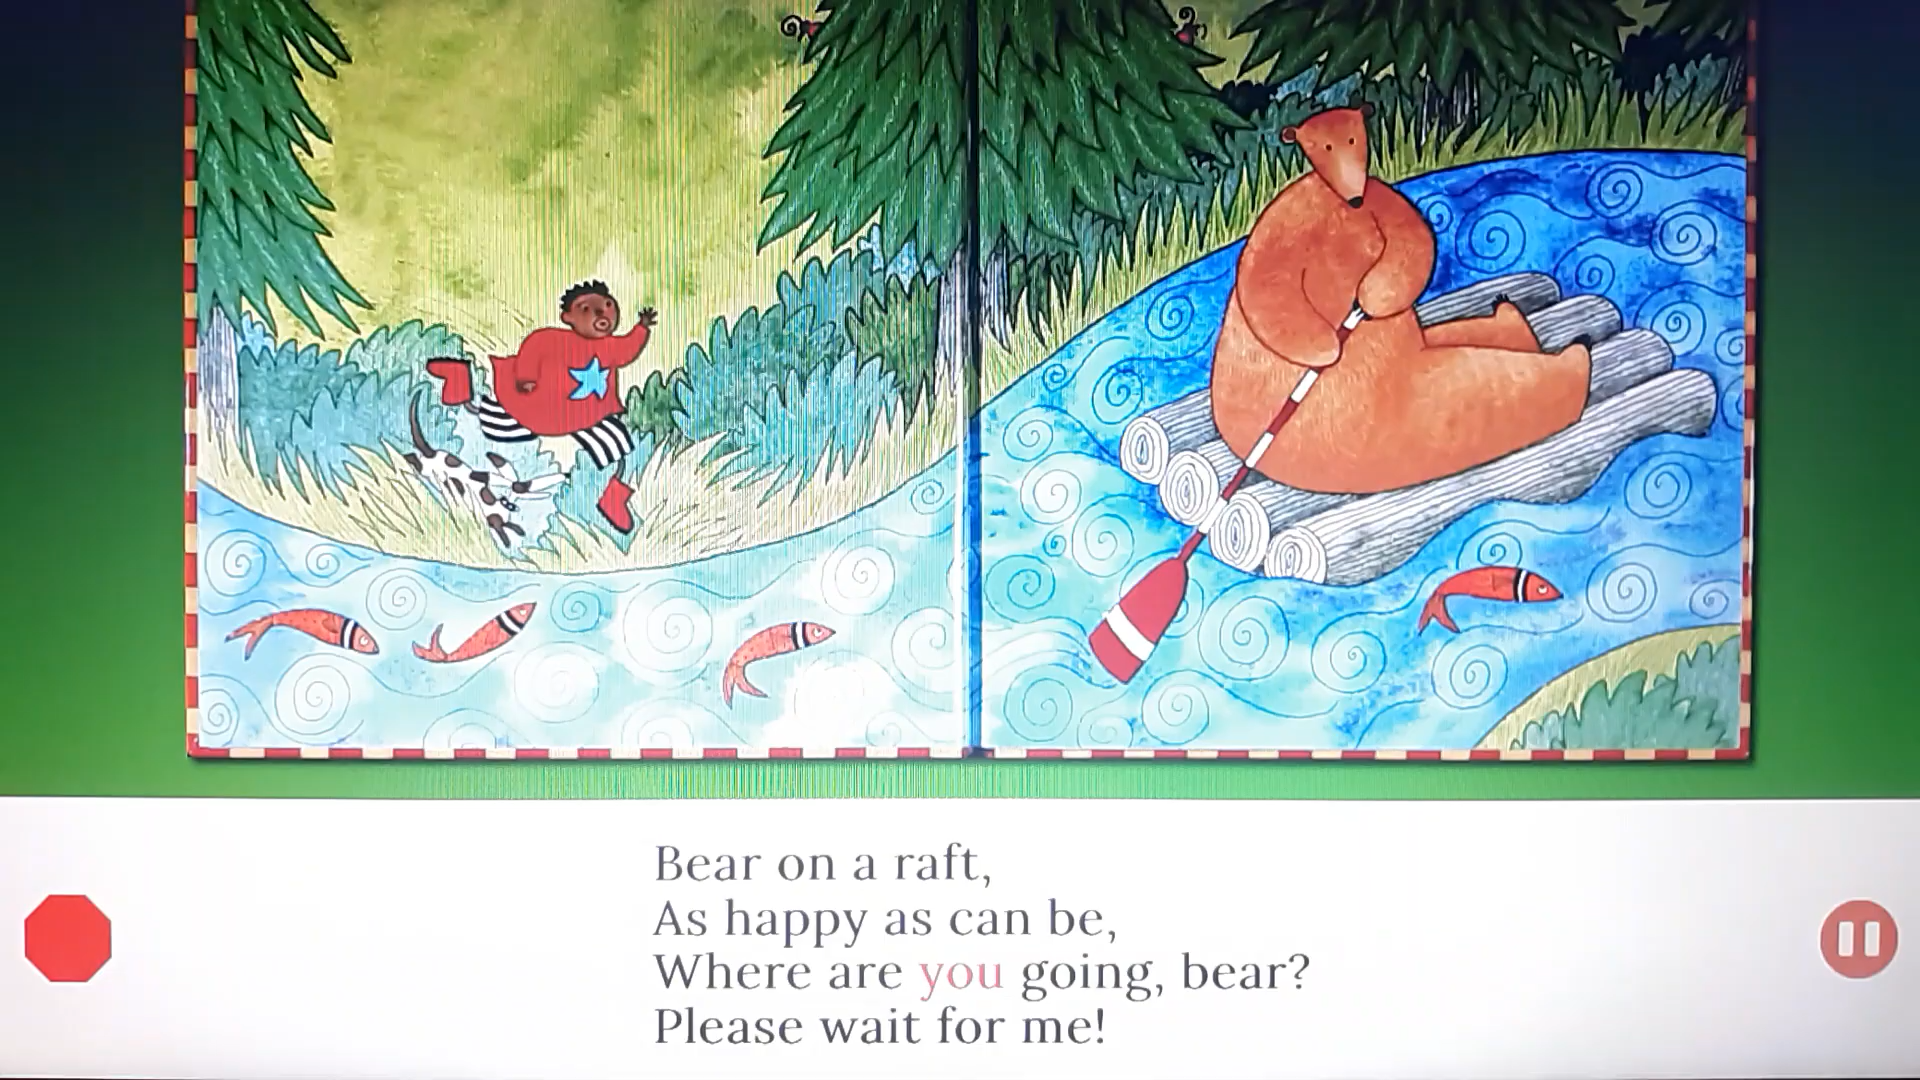 Bear on a raft,
As happy as can be,
Where are you going, bear?
Please wait for me!